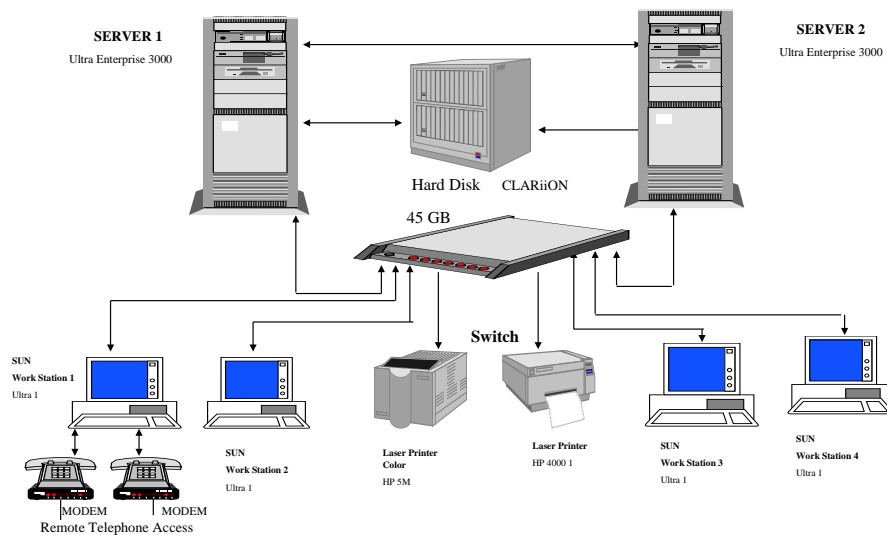 SERVER 1
Ultra Enterprise 3000
SERVER 2
Ultra Enterprise 3000
Hard Disk CLARiiON
45 GB
Switch
SUN
Work Station 1
Ultra 1
SUN
Work Station 2
Ultra 1
Laser Printer
Color
HP 5M
Laser Printer
HP 4000 1
SUN
Work Station 3
Ultra 1
SUN
Work Station 4
Ultra 1
MODEM
MODEM
Remote Telephone Access